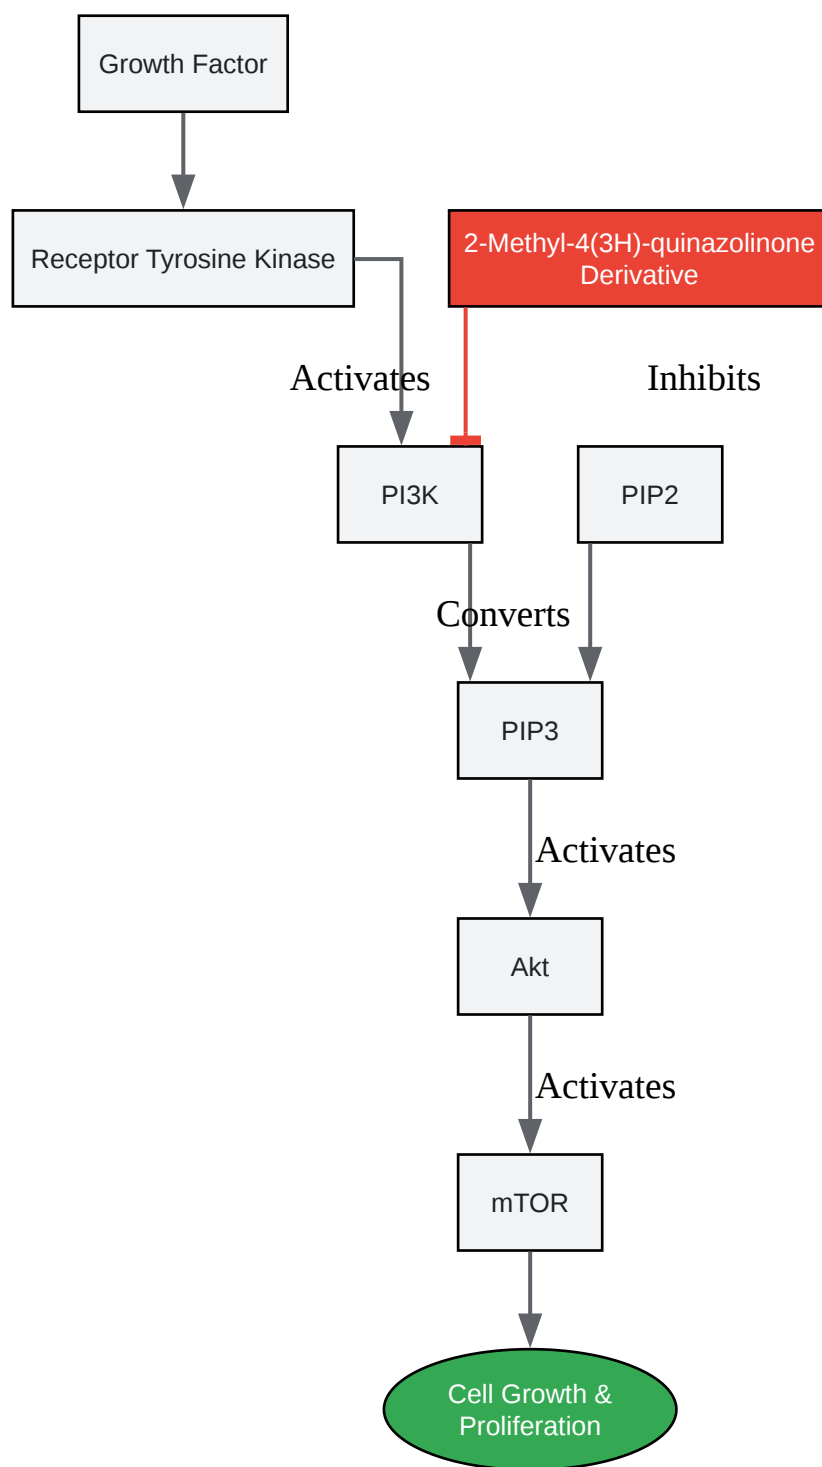 Growth Factor
Receptor Tyrosine Kinase
2-Methyl-4(3H)-quinazolinone
Derivative
Activates
Inhibits
PI3K
PIP2
Converts
PIP3
Activates
Akt
Activates
mTOR
Cell Growth &
Proliferation